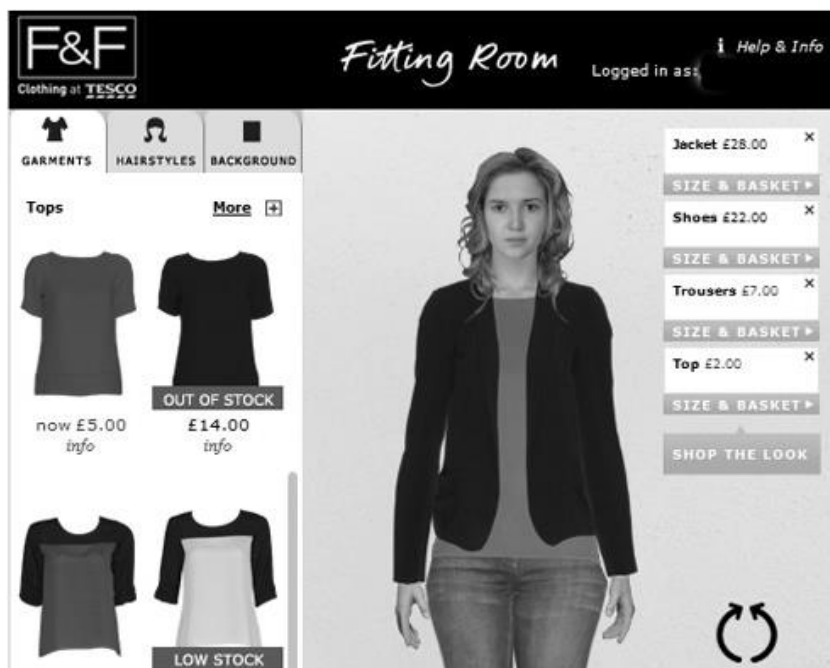 F&F
Clothing at TESCO
Fitting Room
i Help & Info
Logged in as:
GARMENTS
HAIRSTYLES
BACKGROUND
Tops
More +
OUT OF STOCK
now £5.00
info
£14.00
info
LOW STOCK
Jacket £28.00 ×
SIZE & BASKET
Shoes £22.00 ×
SIZE & BASKET
Trousers £7.00 ×
SIZE & BASKET
Top £2.00 ×
SIZE & BASKET
SHOP THE LOOK